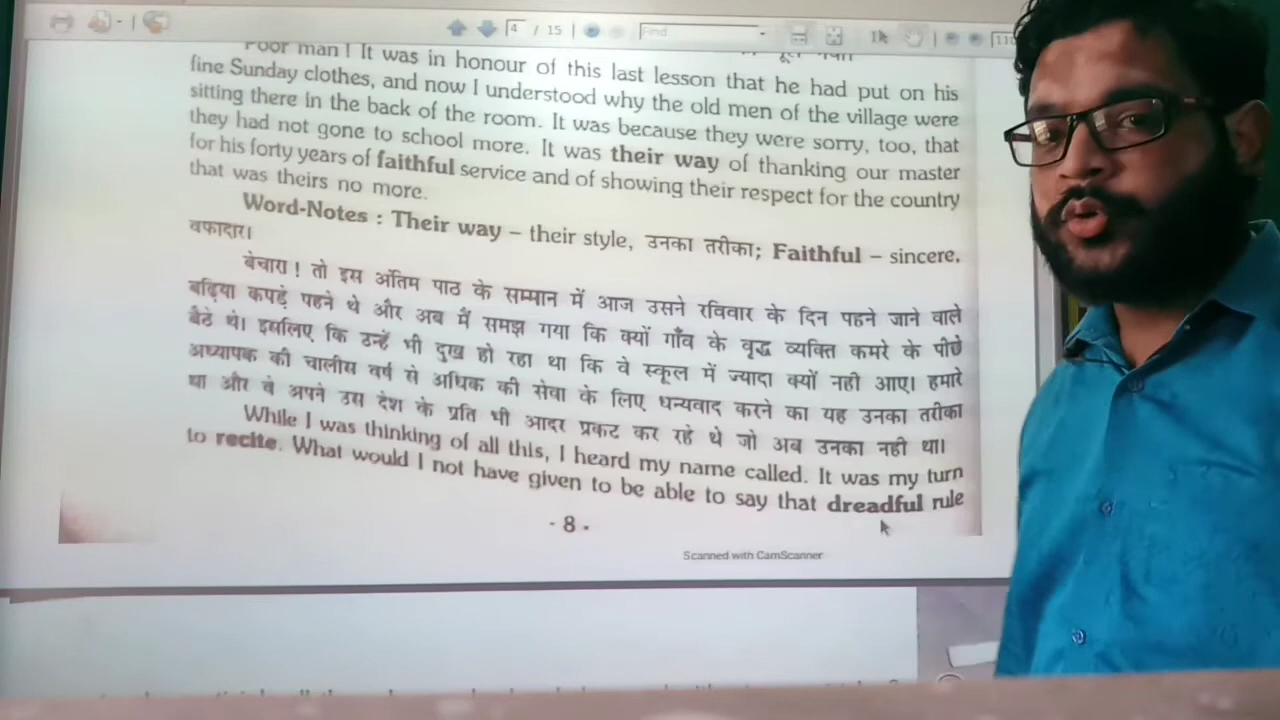 4 / 15
Find
110
Poor man ! It was in honour of this last lesson that he had put on his
fine Sunday clothes, and now I understood why the old men of the village were
sitting there in the back of the room. It was because they were sorry, too, that
they had not gone to school more. It was their way of thanking our master
for his forty years of faithful service and of showing their respect for the country
that was theirs no more.
Word-Notes : Their way – their style, उनका तरीका; Faithful – sincere,
वफादार।
बेचारा ! तो इस अंतिम पाठ के सम्मान में आज उसने रविवार के दिन पहने जाने वाले
बढ़िया कपड़े पहने थे और अब मैं समझ गया कि क्यों गाँव के वृद्ध व्यक्ति कमरे के पीछे
बैठे थे। इसलिए कि उन्हें भी दुख हो रहा था कि वे स्कूल में ज्यादा क्यों नही आए। हमारे
अध्यापक की चालीस वर्ष से अधिक की सेवा के लिए धन्यवाद करने का यह उनका तरीका
था और वे अपने उस देश के प्रति भी आदर प्रकट कर रहे थे जो अब उनका नही था।
While I was thinking of all this, I heard my name called. It was my turn
to recite. What would I not have given to be able to say that dreadful rule
- 8 -
Scanned with CamScanner